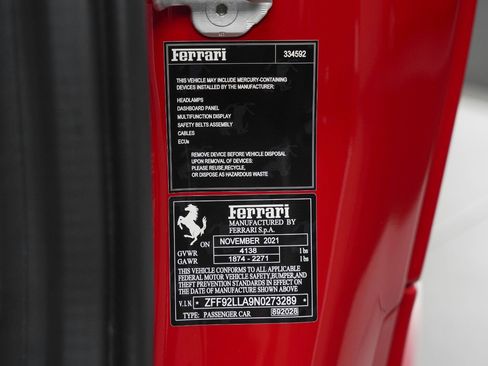 Ferrari 334592
THIS VEHICLE MAY INCLUDE MERCURY-CONTAINING
DEVICES INSTALLED BY THE MANUFACTURER:
HEADLAMPS
DASHBOARD PANEL
MULTIFUNCTION DISPLAY
SAFETY BELTS ASSEMBLY
CABLES
ECUs
REMOVE DEVICE BEFORE VEHICLE DISPOSAL
UPON REMOVAL OF DEVICES:
PLEASE REUSE,RECYCLE,
OR DISPOSE AS HAZARDOUS WASTE
Ferrari
MANUFACTURED BY
FERRARI S.p.A.
ON NOVEMBER 2021
GVWR 4138 lbs
GAWR 1874 - 2271 lbs
THIS VEHICLE CONFORMS TO ALL APPLICABLE
FEDERAL MOTOR VEHICLE SAFETY,BUMPER,AND
THEFT PREVENTION STANDARDS IN EFFECT ON
THE DATE OF MANUFACTURE SHOWN ABOVE
V.I.N. ZFF92LLA9N0273289
TYPE: PASSENGER CAR 892028